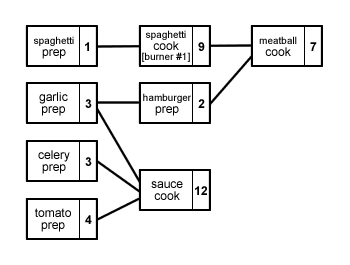 spaghetti
prep
1
spaghetti
cook
[burner #1]
9
meatball
cook
7
garlic
prep
3
hamburger
prep
2
celery
prep
3
sauce
cook
12
tomato
prep
4